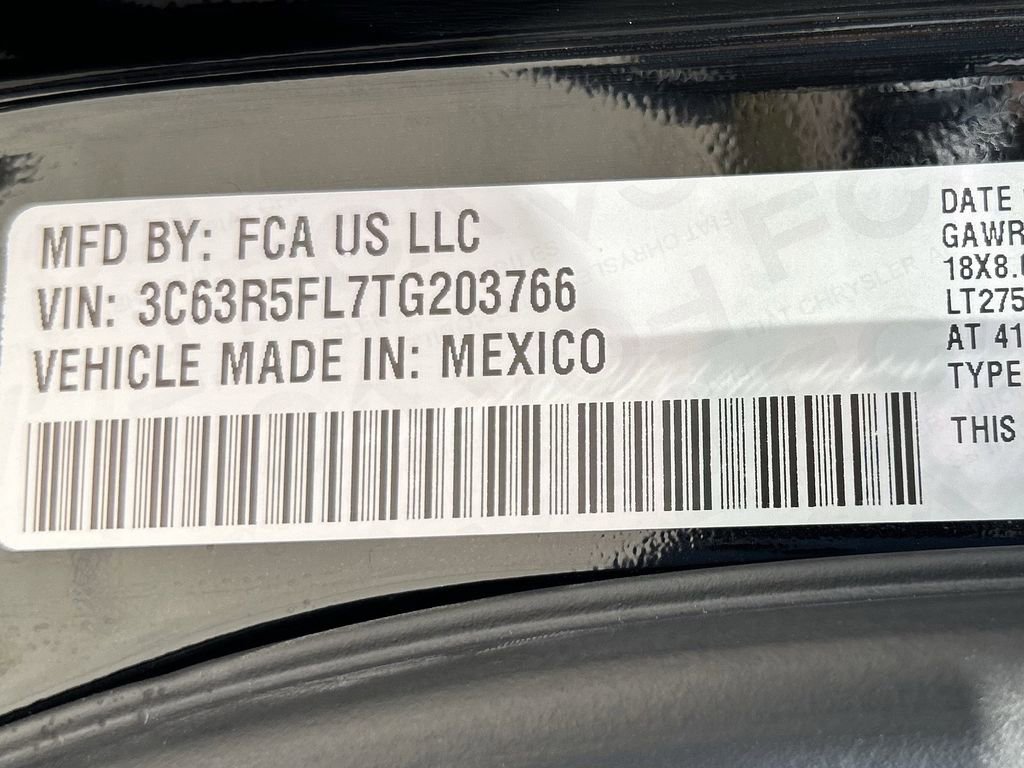 MFD BY: FCA US LLC
VIN: 3C63R5FL7TG203766
VEHICLE MADE IN: MEXICO
DATE
GAWR
18X8.
LT275
AT 41
TYPE
THIS